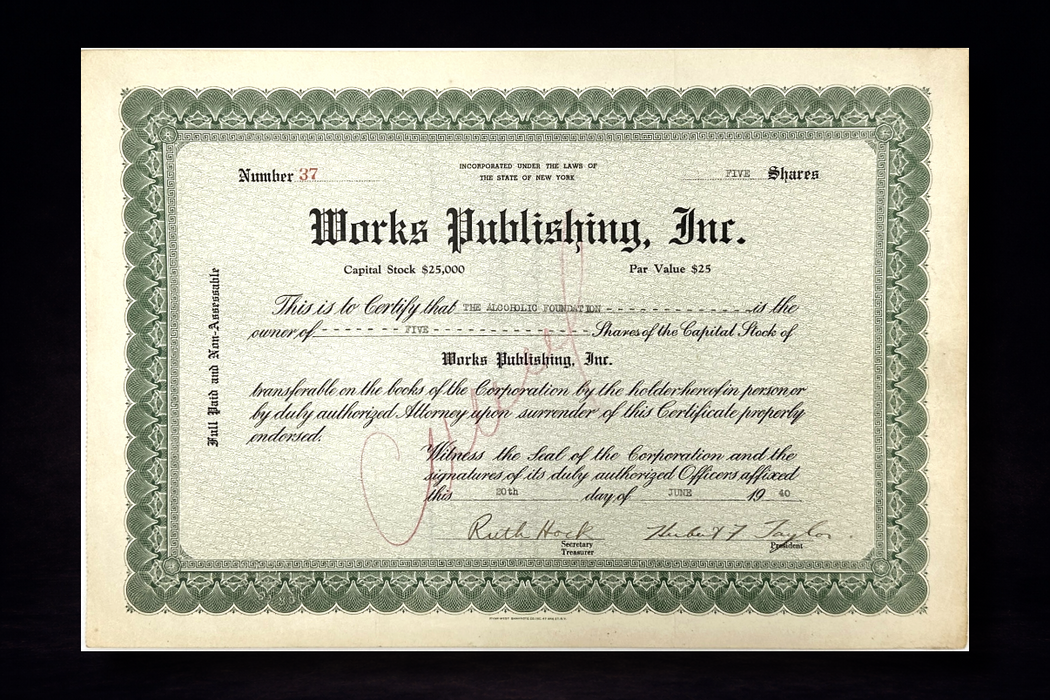 Number 37
INCORPORATED UNDER THE LAWS OF
THE STATE OF NEW YORK
FIVE Shares
Works Publishing, Inc.
Capital Stock $25,000
Par Value $25
Full Paid and Non-Assessable
This is to Certify that THE ALCOHOLIC FOUNDATION - - - - - - - - - - - - is the
owner of - - - - - - - FIVE - - - - - - - - - - - - - Shares of the Capital Stock of
Works Publishing, Inc.
transferable on the books of the Corporation by the holder hereof in person or
by duly authorized Attorney upon surrender of this Certificate properly
endorsed.
Witness the Seal of the Corporation and the
signatures of its duly authorized Officers affixed
this 20th day of JUNE 19 40
Ruth Hock
Herbert F Taylor
Secretary
Treasurer
President